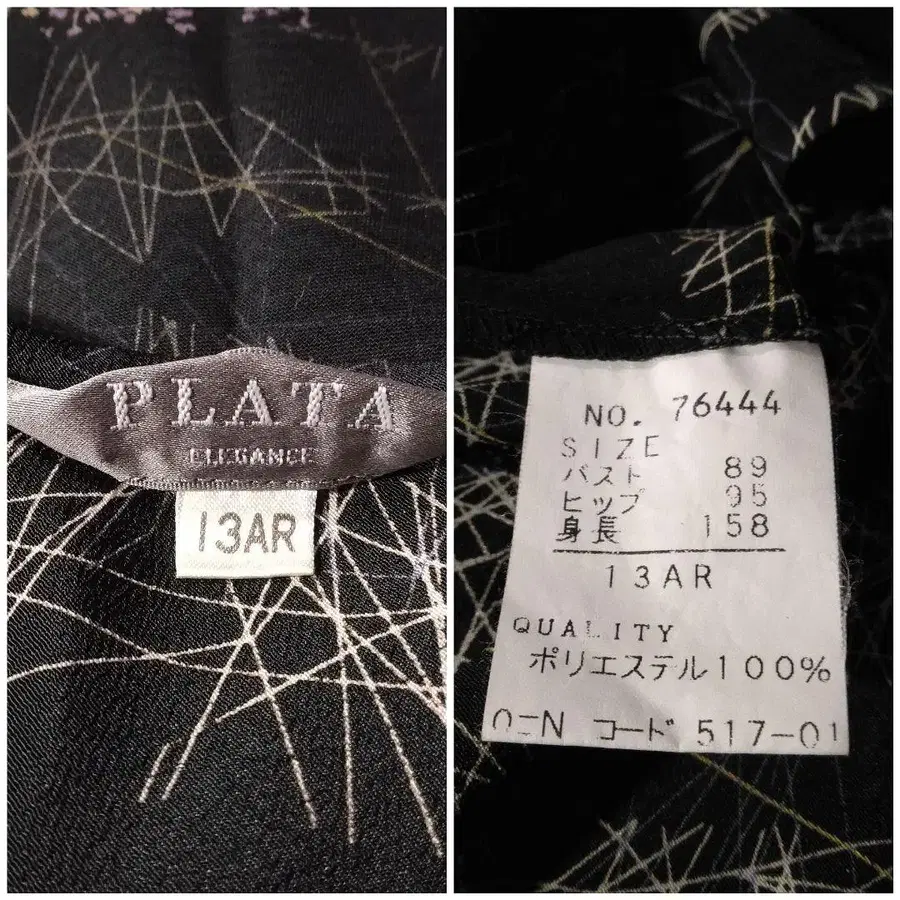 PLATA
ELEGANCE
13AR
NO. 76444
SIZE
バスト 89
ヒップ 95
身長 158
13AR
QUALITY
ポリエステル100%
コード 517-01